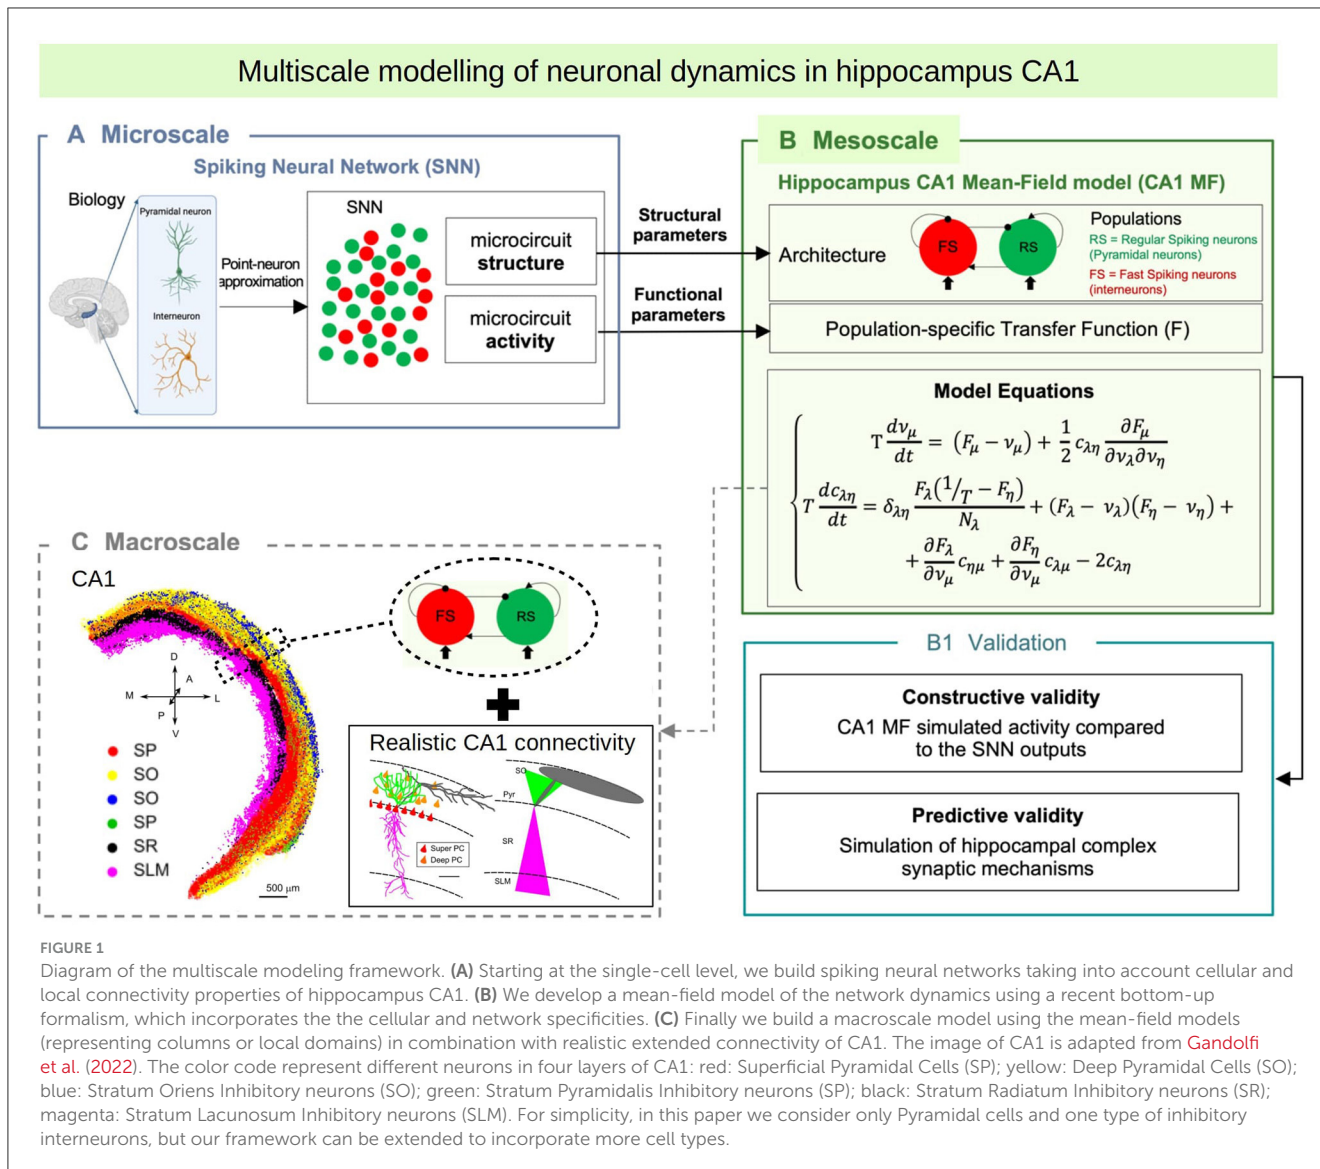 Multiscale modelling of neuronal dynamics in hippocampus CA1
A Microscale
Spiking Neural Network (SNN)
Biology
Pyramidal neuron
Interneuron
Point-neuron
approximation
SNN
microcircuit
structure
microcircuit
activity
Structural
parameters
Functional
parameters
B Mesoscale
Hippocampus CA1 Mean-Field model (CA1 MF)
Architecture
FS
RS
Populations
RS = Regular Spiking neurons
(Pyramidal neurons)
FS = Fast Spiking neurons
(interneurons)
Population-specific Transfer Function (F)
Model Equations
T dν_μ/dt = (F_μ − ν_μ) + 1/2 c_λη ∂F_μ/∂ν_λ∂ν_η
T dc_λη/dt = δ_λη F_λ(1/T − F_η)/N_λ + (F_λ − ν_λ)(F_η − ν_η) +
+ ∂F_λ/∂ν_μ c_ημ + ∂F_η/∂ν_μ c_λμ − 2c_λη
B1 Validation
Constructive validity
CA1 MF simulated activity compared
to the SNN outputs
Predictive validity
Simulation of hippocampal complex
synaptic mechanisms
C Macroscale
CA1
D
A
M
L
P
V
SP
SO
SO
SP
SR
SLM
500 μm
FS
RS
Realistic CA1 connectivity
Super PC
Deep PC
SO
Pyr
SR
SLM
FIGURE 1
Diagram of the multiscale modeling framework. (A) Starting at the single-cell level, we build spiking neural networks taking into account cellular and
local connectivity properties of hippocampus CA1. (B) We develop a mean-field model of the network dynamics using a recent bottom-up
formalism, which incorporates the the cellular and network specificities. (C) Finally we build a macroscale model using the mean-field models
(representing columns or local domains) in combination with realistic extended connectivity of CA1. The image of CA1 is adapted from Gandolfi
et al. (2022). The color code represent different neurons in four layers of CA1: red: Superficial Pyramidal Cells (SP); yellow: Deep Pyramidal Cells (SO);
blue: Stratum Oriens Inhibitory neurons (SO); green: Stratum Pyramidalis Inhibitory neurons (SP); black: Stratum Radiatum Inhibitory neurons (SR);
magenta: Stratum Lacunosum Inhibitory neurons (SLM). For simplicity, in this paper we consider only Pyramidal cells and one type of inhibitory
interneurons, but our framework can be extended to incorporate more cell types.